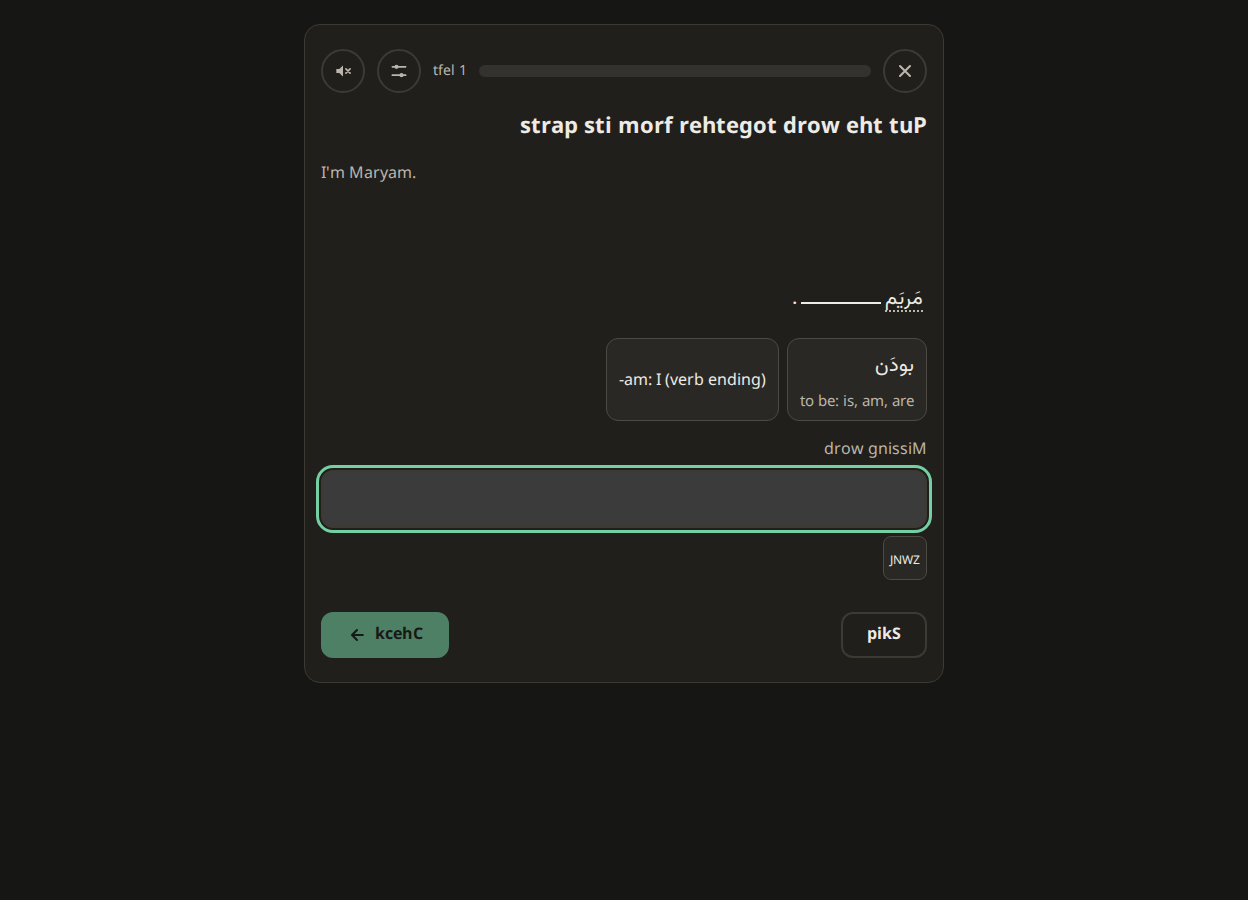 tfel 1
strap sti morf rehtegot drow eht tuP
I'm Maryam.
مَریَم ________ .
بودَن
to be: is, am, are
-am: I (verb ending)
drow gnissiM
JNWZ
pikS
kcehC